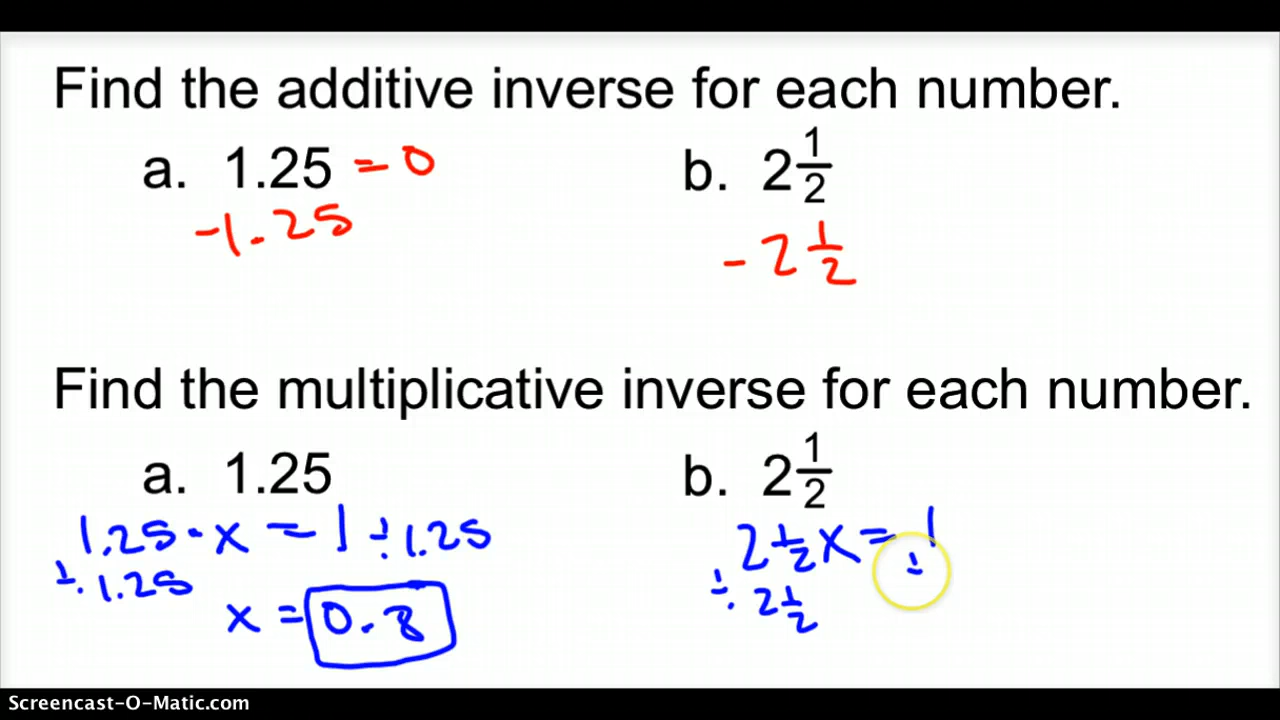 Find the additive inverse for each number.
a. 1.25 = 0
-1.25
b. 2 1/2
- 2 1/2
Find the multiplicative inverse for each number.
a. 1.25
1.25 · x = 1 ÷ 1.25
÷ 1.25
x = 0.8
b. 2 1/2
2 1/2 x = 1
÷ 2 1/2 ÷
Screencast-O-Matic.com